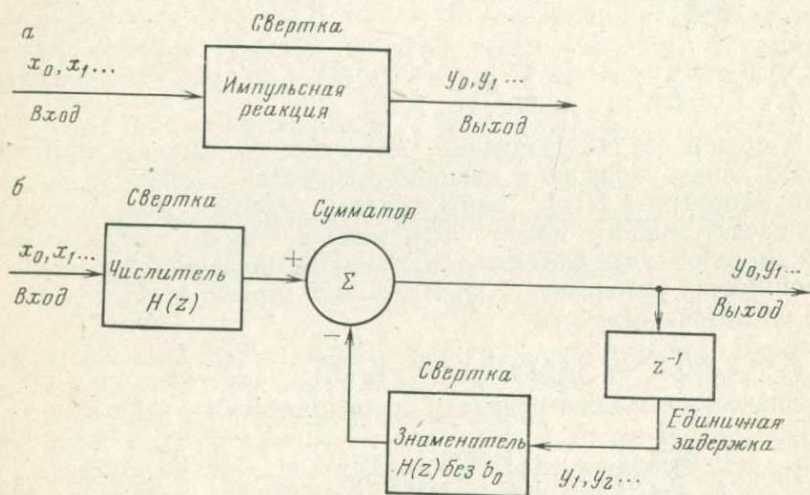 Свертка
а
x₀, x₁...
Вход
Импульсная
реакция
y₀, y₁...
Выход
б
Свертка
x₀, x₁...
Вход
Числитель
H(z)
Сумматор
+
Σ
−
y₀, y₁...
Выход
z⁻¹
Единичная
задержка
Свертка
Знаменатель
H(z) без b₀
y₁, y₂...